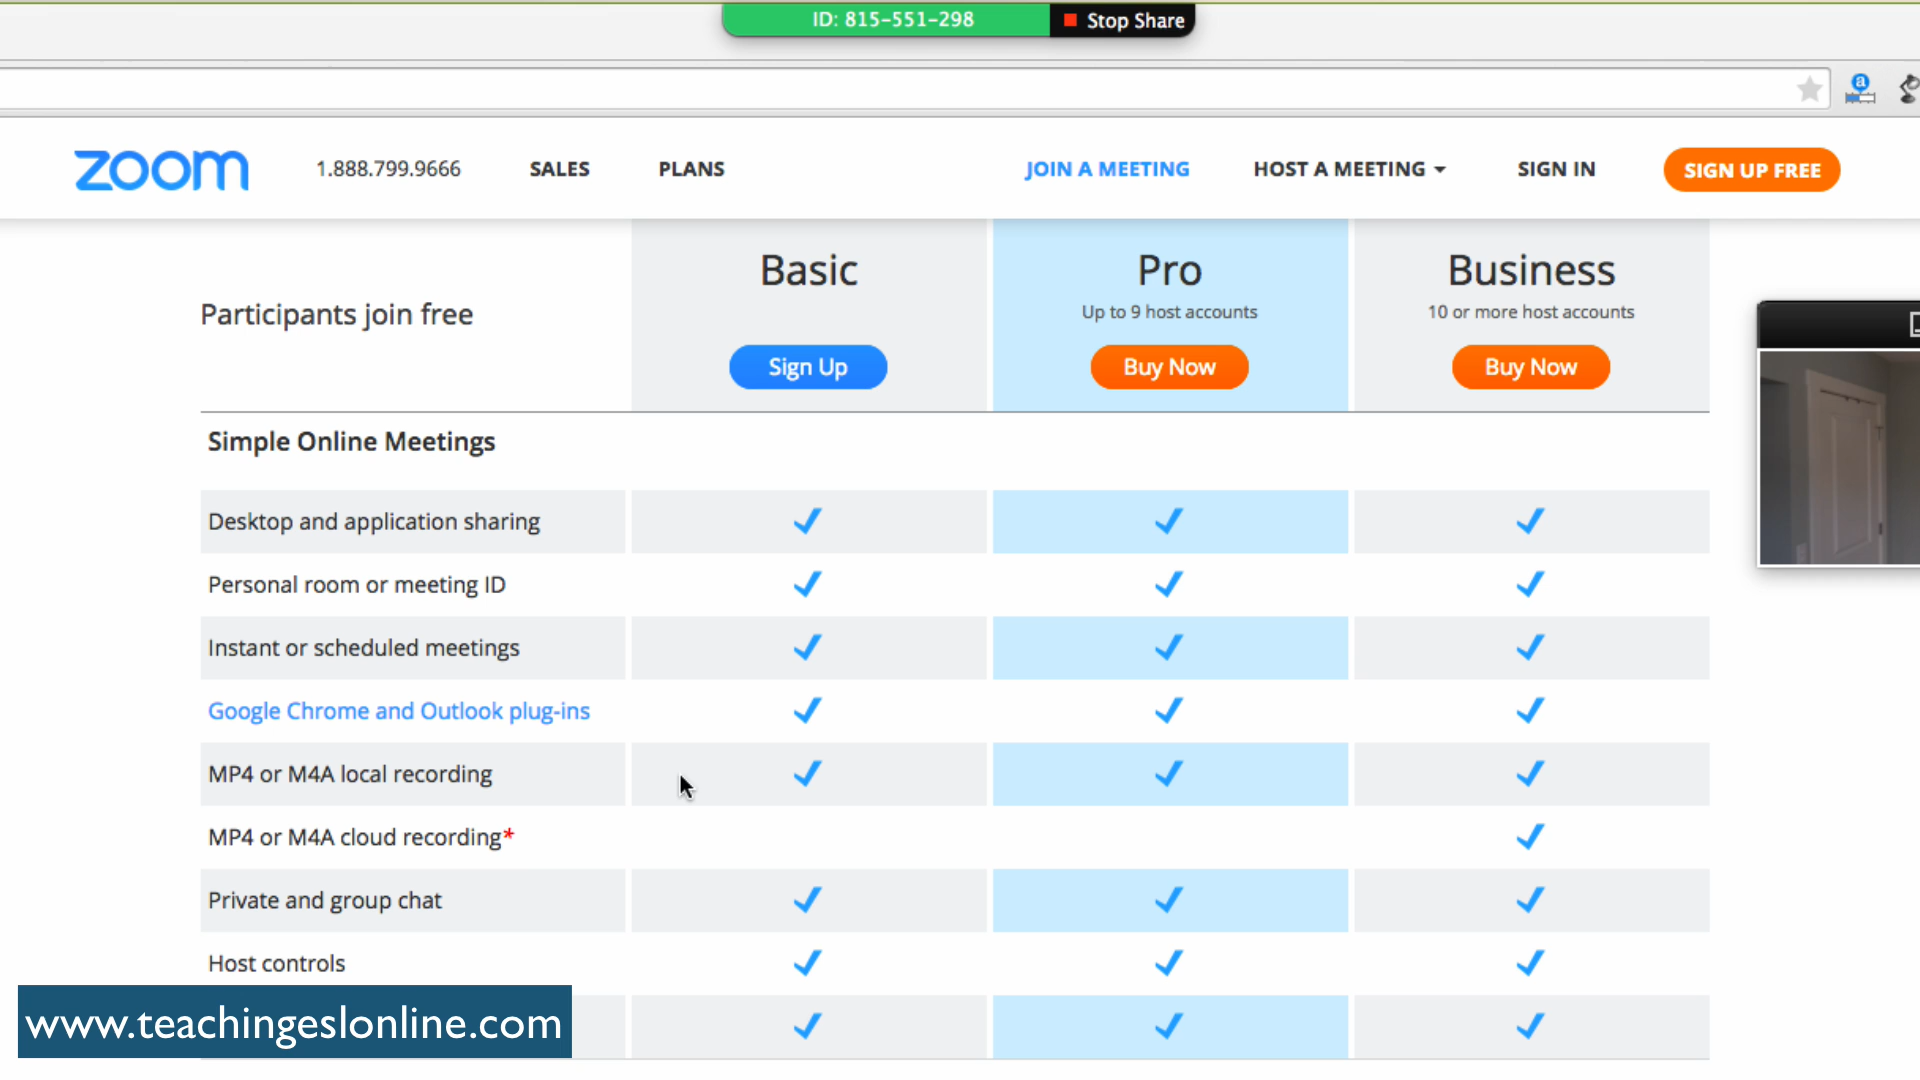 ID: 815-551-298
Stop Share
zoom
1.888.799.9666
SALES
PLANS
JOIN A MEETING
HOST A MEETING
SIGN IN
SIGN UP FREE
Participants join free
Basic
Sign Up
Pro
Up to 9 host accounts
Buy Now
Business
10 or more host accounts
Buy Now
Simple Online Meetings
Desktop and application sharing
Personal room or meeting ID
Instant or scheduled meetings
Google Chrome and Outlook plug-ins
MP4 or M4A local recording
MP4 or M4A cloud recording*
Private and group chat
Host controls
www.teachingeslonline.com